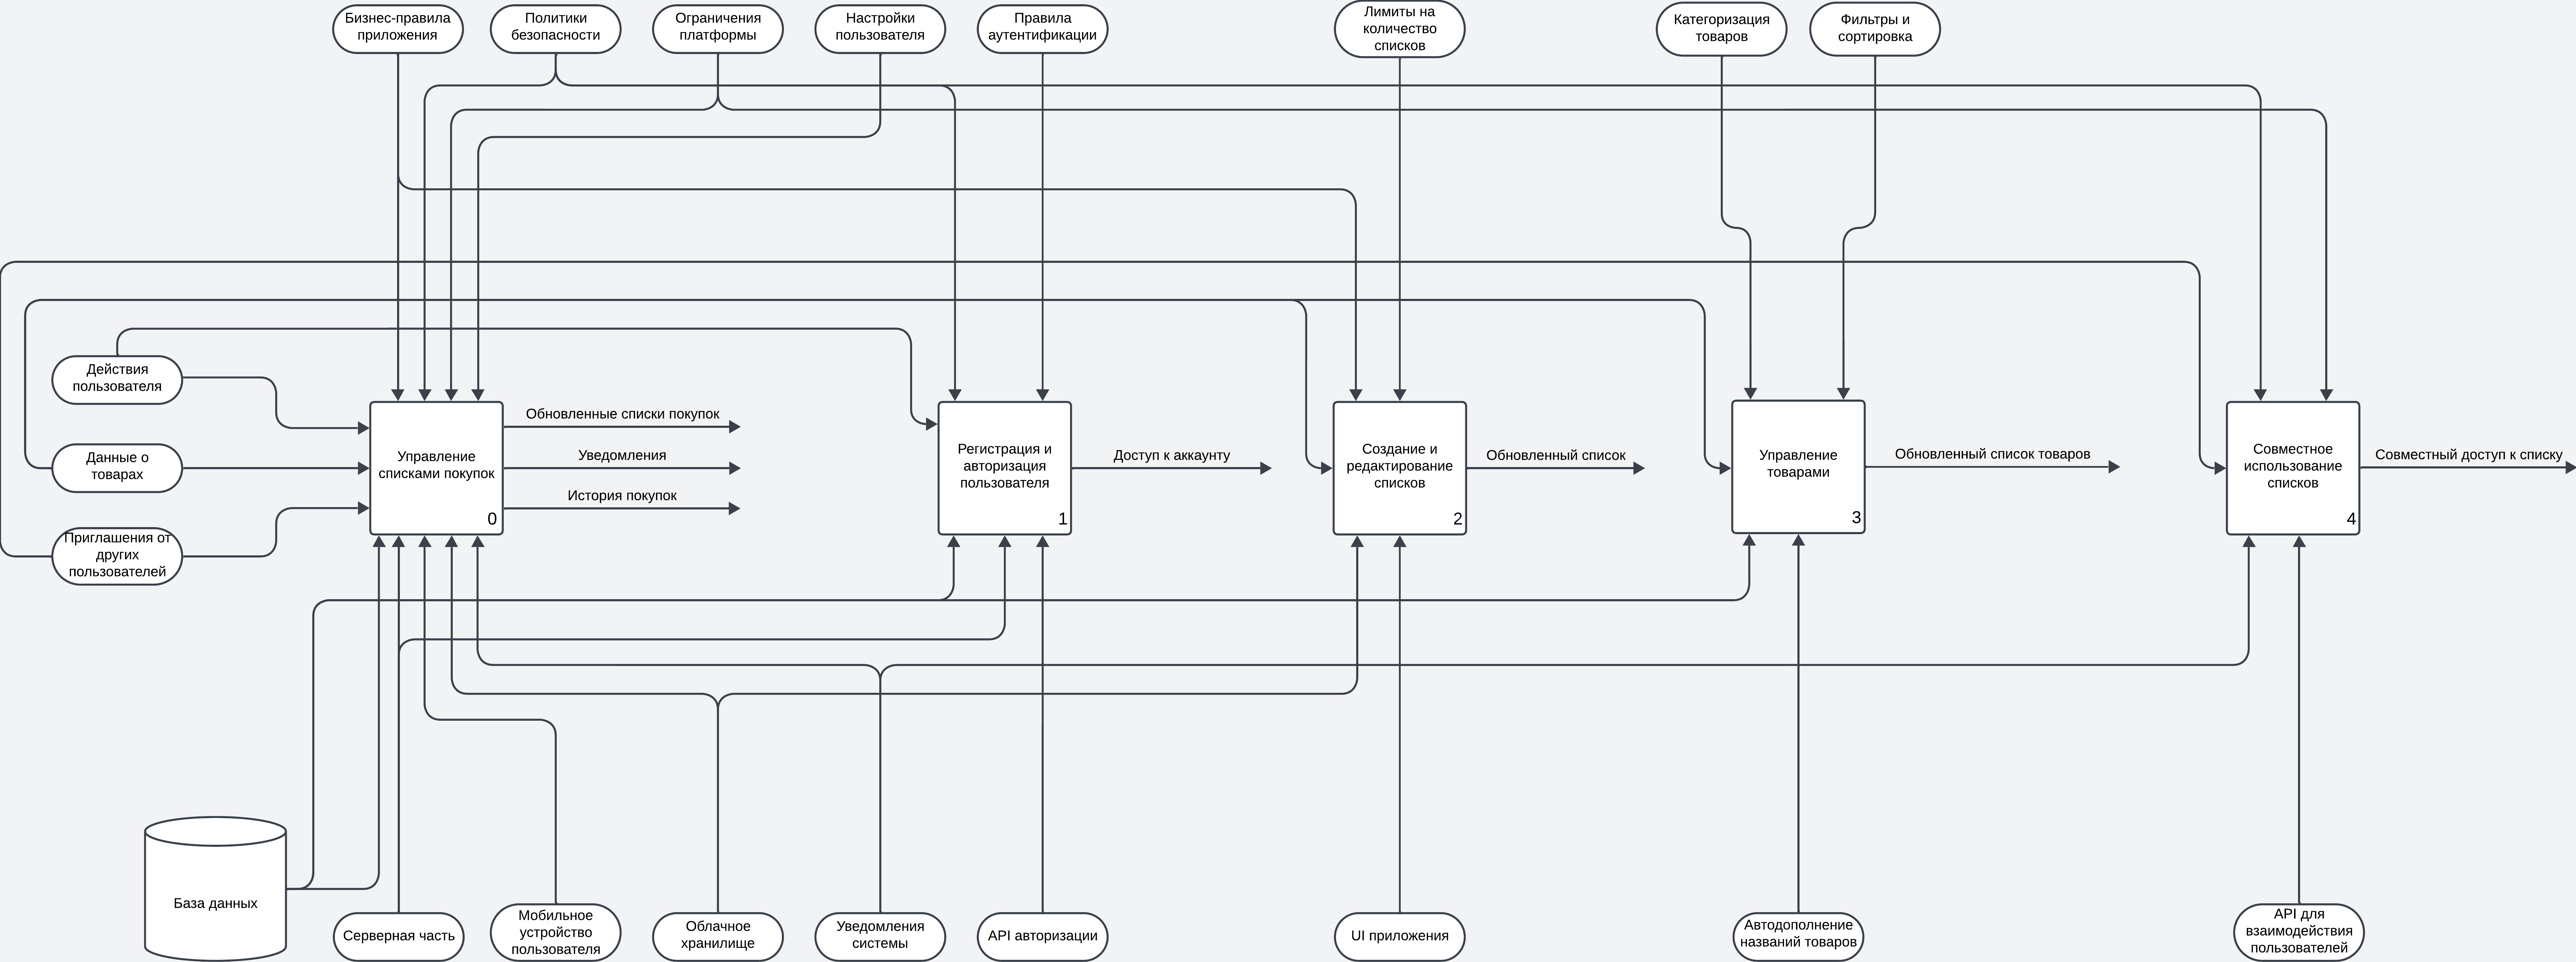 Бизнес-правила
приложения
Политики
безопасности
Ограничения
платформы
Настройки
пользователя
Правила
аутентификации
Лимиты на
количество
списков
Категоризация
товаров
Фильтры и
сортировка
Действия
пользователя
Данные о
товарах
Приглашения от
других
пользователей
Управление
списками покупок
0
Обновленные списки покупок
Уведомления
История покупок
Регистрация и
авторизация
пользователя
1
Доступ к аккаунту
Создание и
редактирование
списков
2
Обновленный список
Управление
товарами
3
Обновленный список товаров
Совместное
использование
списков
4
Совместный доступ к списку
База данных
Серверная часть
Мобильное
устройство
пользователя
Облачное
хранилище
Уведомления
системы
API авторизации
UI приложения
Автодополнение
названий товаров
API для
взаимодействия
пользователей